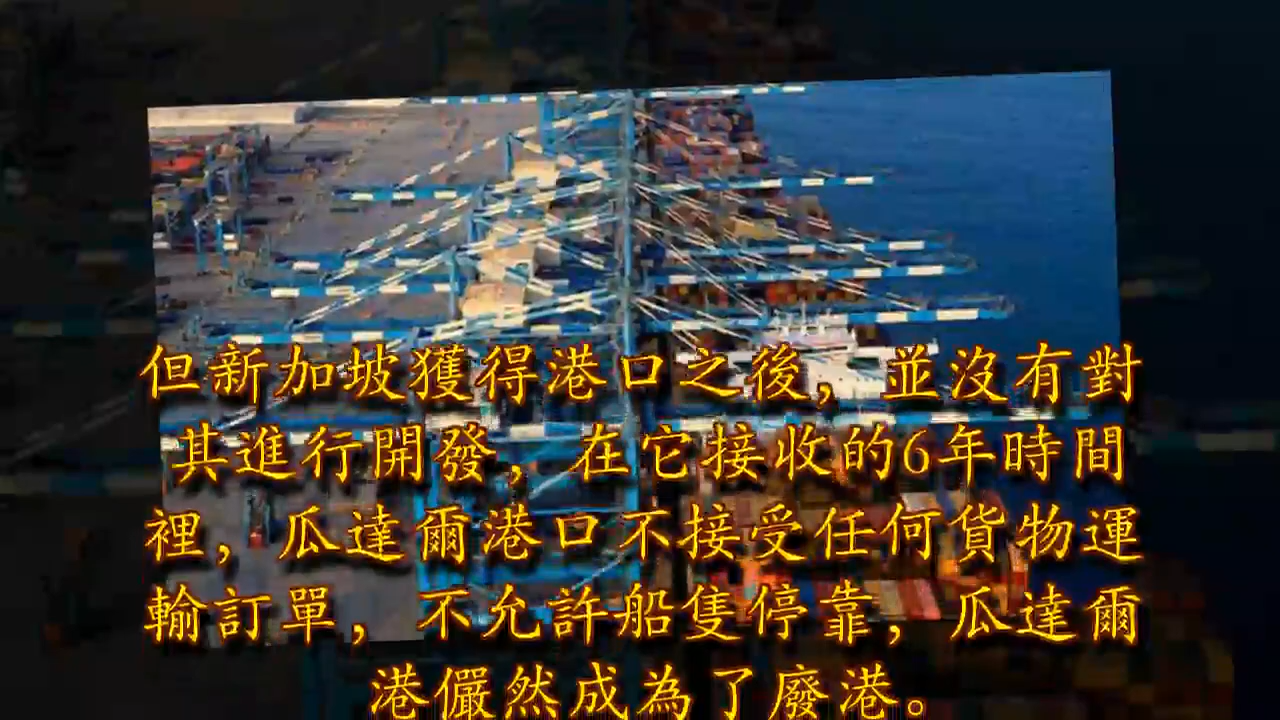 但新加坡獲得港口之後，並沒有對
其進行開發，在它接收的6年時間
裡，瓜達爾港口不接受任何貨物運
輸訂單，不允許船隻停靠，瓜達爾
港儼然成為了廢港。